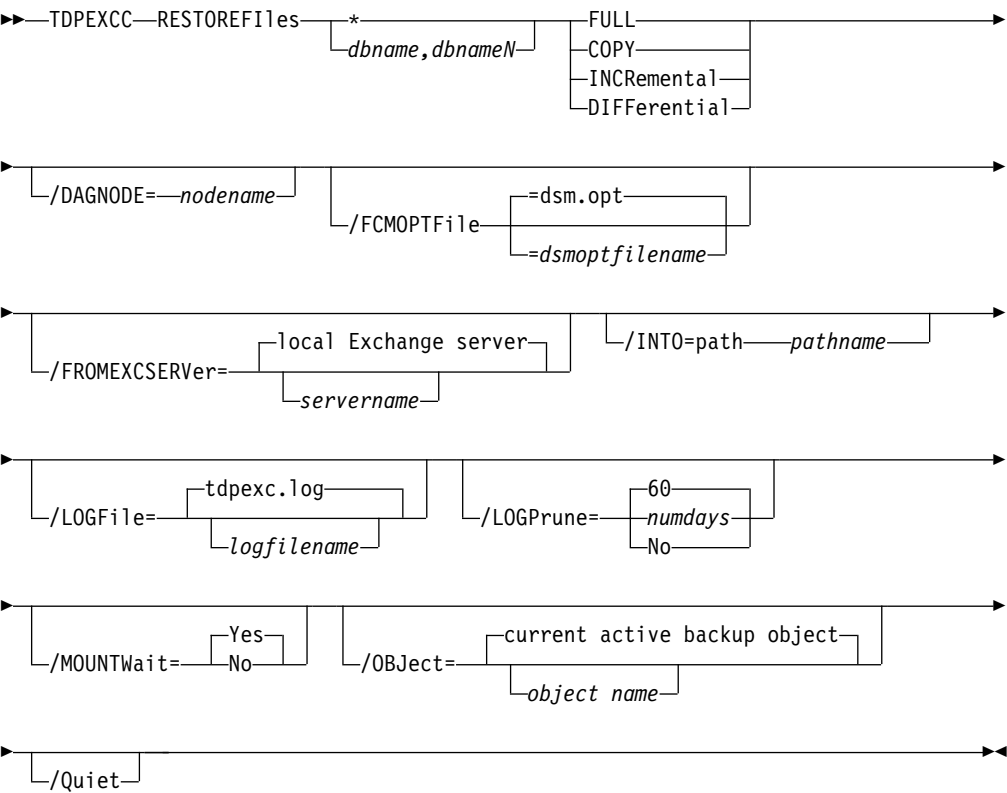 TDPEXCC RESTOREFIles * FULL
dbname,dbnameN COPY
INCRemental
DIFFerential
/DAGNODE= nodename =dsm.opt
/FCMOPTFile
=dsmoptfilename
local Exchange server /INTO=path pathname
/FROMEXCSERVer=
servername
tdpexc.log 60
/LOGFile= /LOGPrune= numdays
logfilename No
Yes current active backup object
/MOUNTWait= No /OBJect=
object name
/Quiet